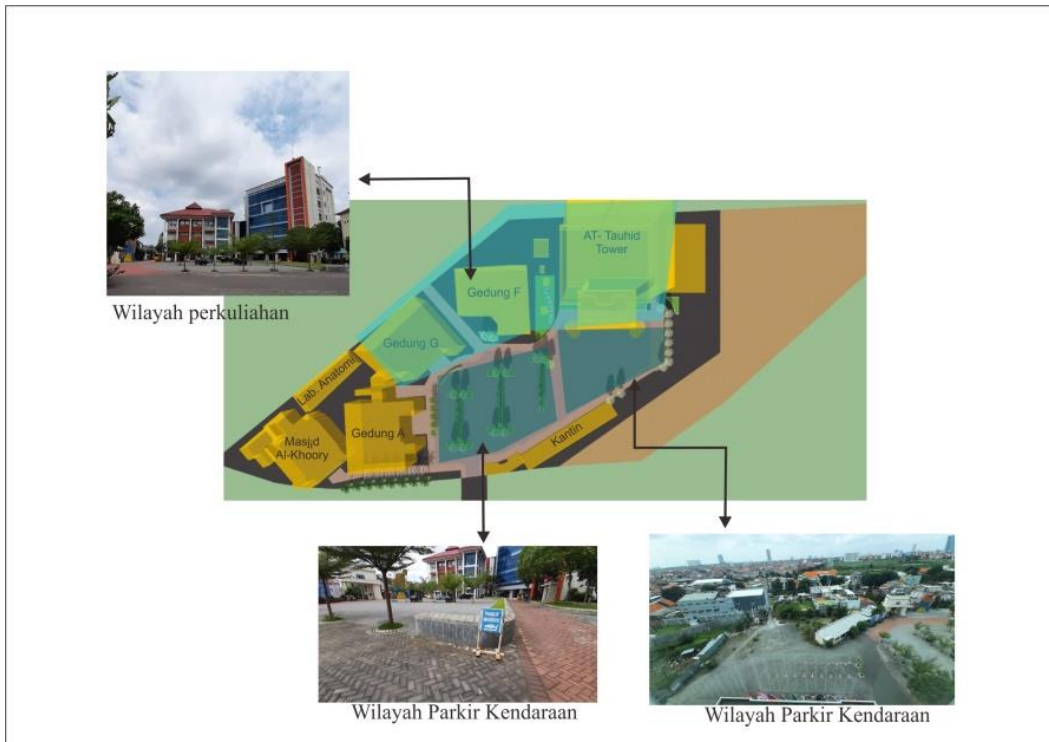 Wilayah perkuliahan
AT- Tauhid
Tower
Gedung F
Gedung G
Lab. Anatomi
Gedung A
Masjid
Al-Khoory
Kantin
PARKIR
Wilayah Parkir Kendaraan
Wilayah Parkir Kendaraan